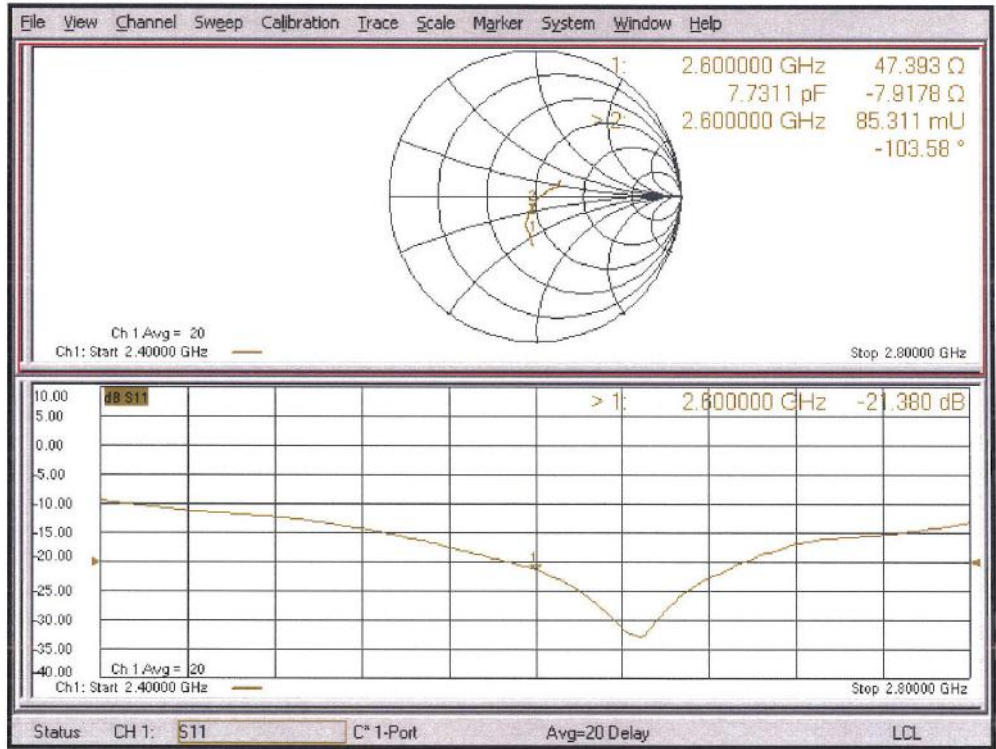 File View Channel Sweep Calibration Trace Scale Marker System Window Help
1: 2.600000 GHz 47.393 Ω
7.7311 pF -7.9178 Ω
> 2: 2.600000 GHz 85.311 mU
-103.58 °
1
Ch 1 Avg = 20
Ch1: Start 2.40000 GHz
Stop 2.80000 GHz
10.00
5.00
0.00
-5.00
-10.00
-15.00
-20.00
-25.00
-30.00
-35.00
-40.00
dB S11
> 1: 2.600000 GHz -21.380 dB
1
Ch 1 Avg = 20
Ch1: Start 2.40000 GHz
Stop 2.80000 GHz
Status CH 1: S11 C* 1-Port Avg=20 Delay LCL